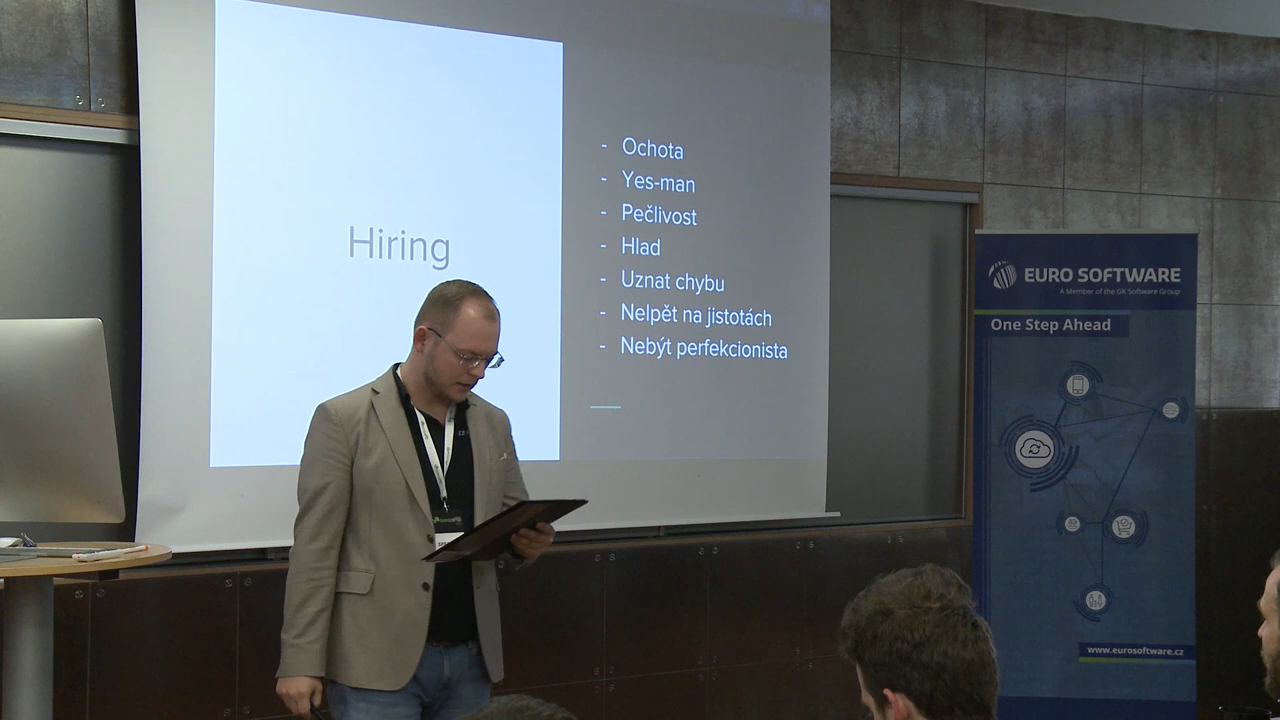 Hiring
- Ochota
- Yes-man
- Pečlivost
- Hlad
- Uznat chybu
- Nelpět na jistotách
- Nebýt perfekcionista
EURO SOFTWARE
A Member of the GK Software Group
One Step Ahead
www.eurosoftware.cz